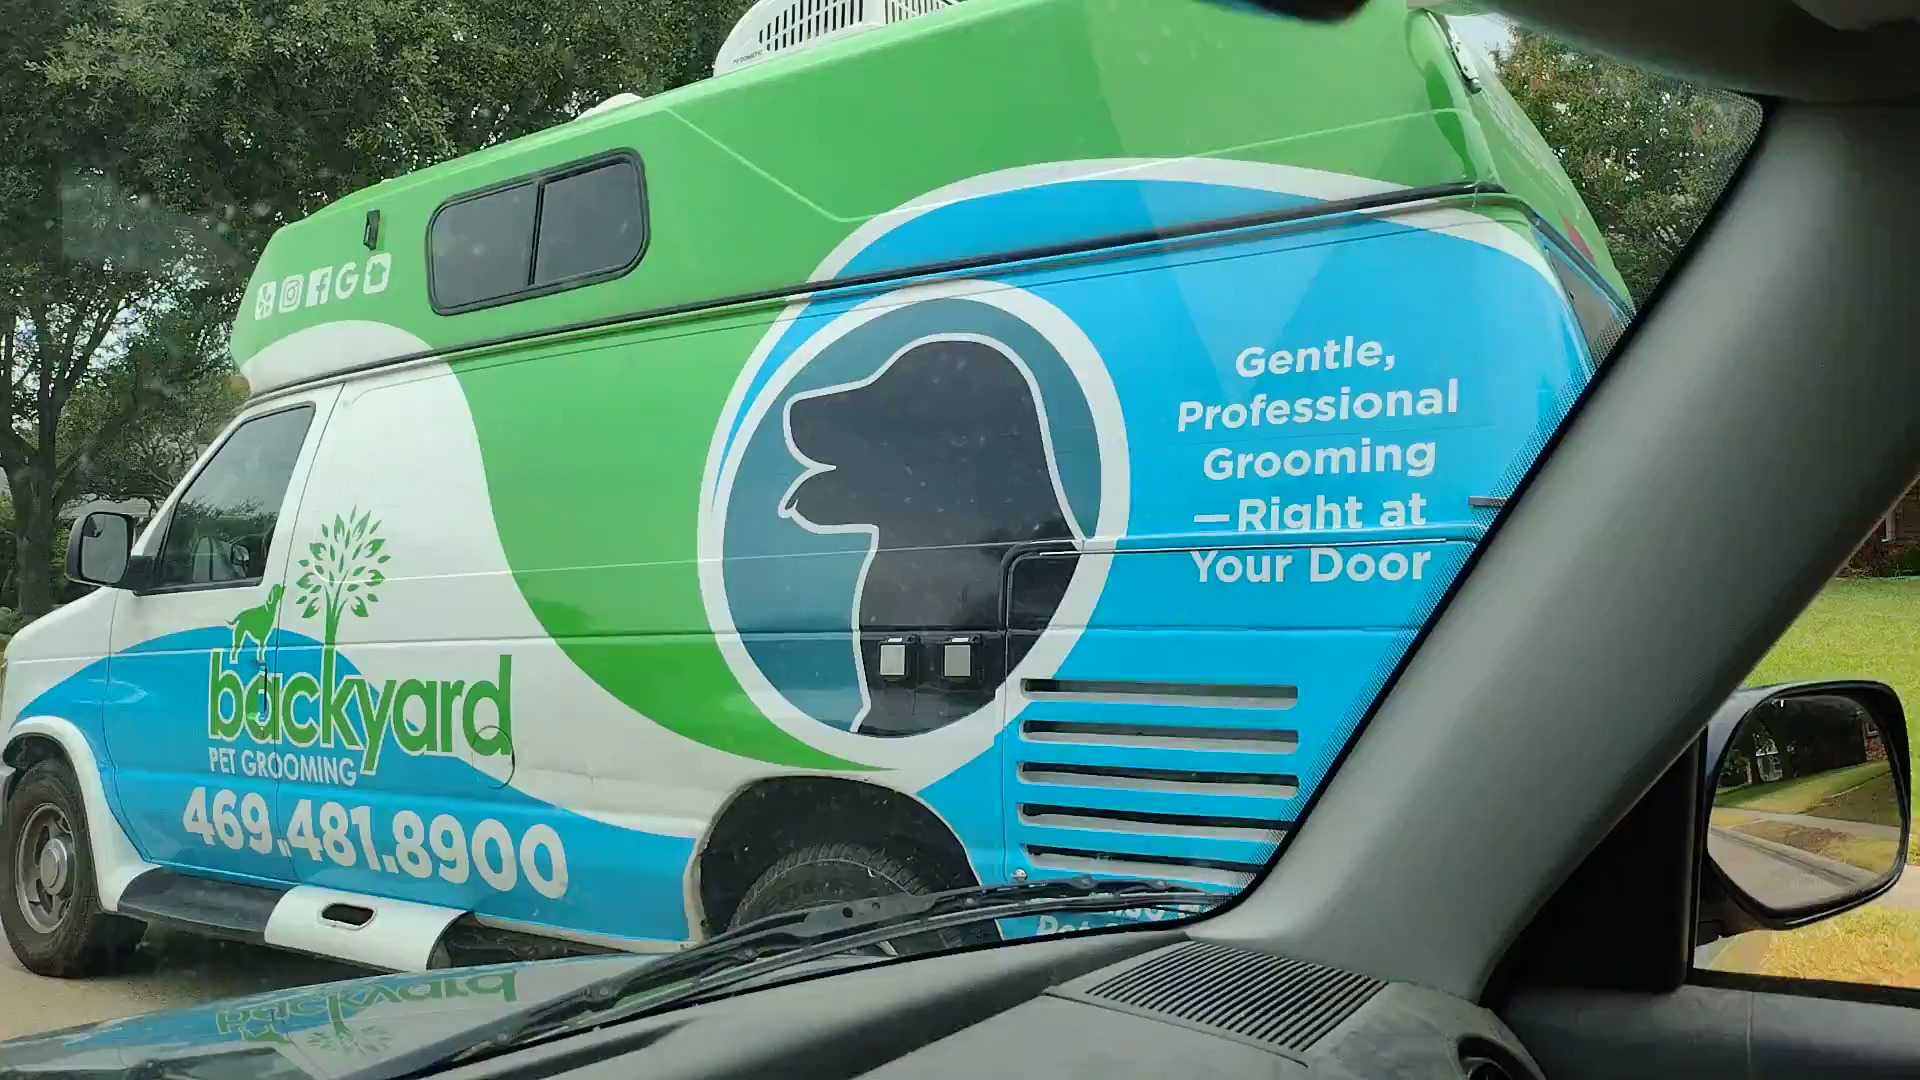 Gentle,
Professional
Grooming
—Right at
Your Door
backyard
PET GROOMING
469.481.8900